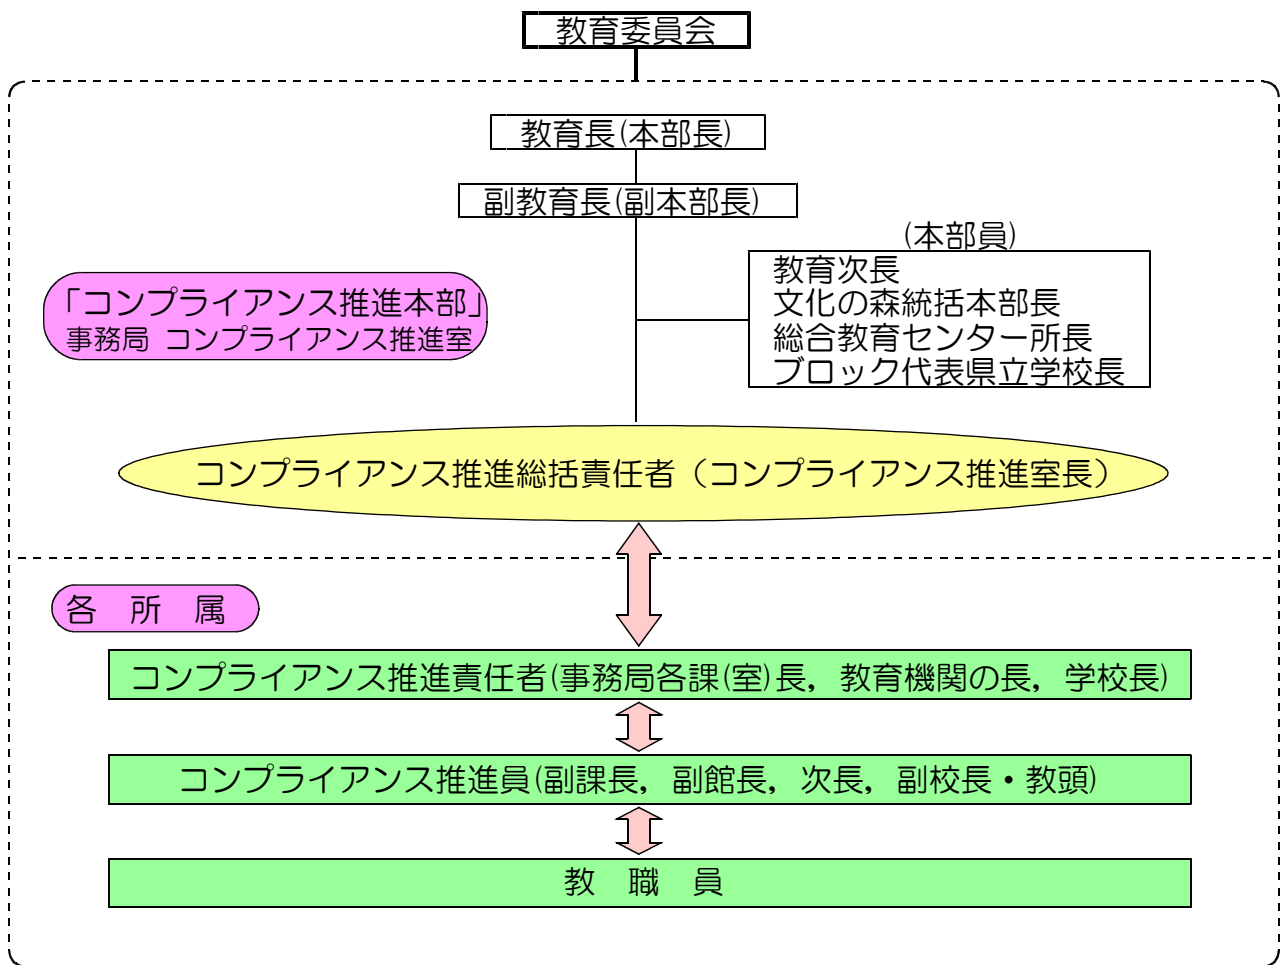 教育委員会
教育長(本部長)
副教育長(副本部長)
(本部員)
教育次長
文化の森統括本部長
総合教育センター所長
ブロック代表県立学校長
「コンプライアンス推進本部」
事務局 コンプライアンス推進室
コンプライアンス推進総括責任者（コンプライアンス推進室長）
各　所　属
コンプライアンス推進責任者(事務局各課(室)長，教育機関の長，学校長)
コンプライアンス推進員(副課長，副館長，次長，副校長・教頭)
教　職　員